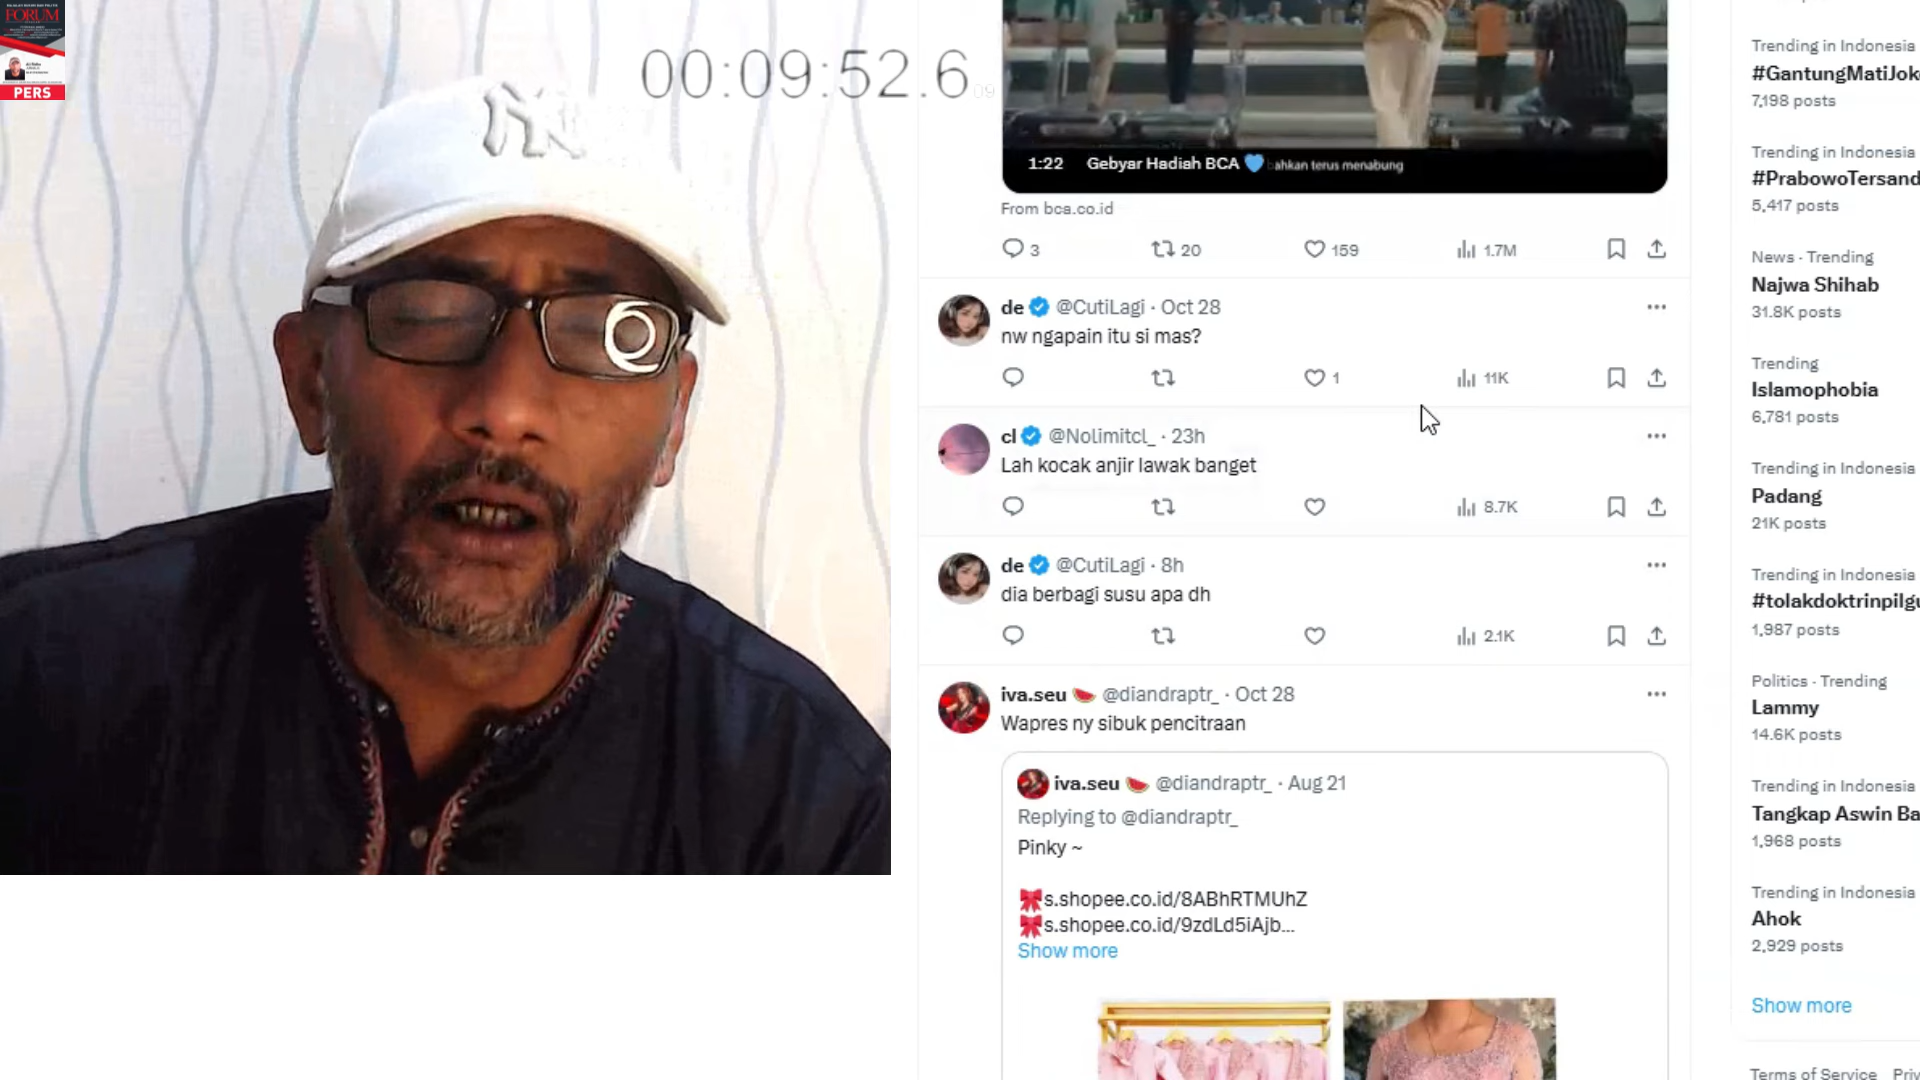 FORUM
PERS
00:09:52.6
09
1:22 Gebyar Hadiah BCA 💙 ahkan terus menabung
From bca.co.id
3 20 159 1.7M
de @CutiLagi · Oct 28
nw ngapain itu si mas?
1 11K
cl @Nolimitcl_ · 23h
Lah kocak anjir lawak banget
8.7K
de @CutiLagi · 8h
dia berbagi susu apa dh
2.1K
iva.seu 🍉 @diandraptr_ · Oct 28
Wapres ny sibuk pencitraan
iva.seu 🍉 @diandraptr_ · Aug 21
Replying to @diandraptr_
Pinky ~
🎀s.shopee.co.id/8ABhRTMUhZ
🎀s.shopee.co.id/9zdLd5iAjb...
Show more
Trending in Indonesia
#GantungMatiJok
7,198 posts
Trending in Indonesia
#PrabowoTersand
5,417 posts
News · Trending
Najwa Shihab
31.8K posts
Trending
Islamophobia
6,781 posts
Trending in Indonesia
Padang
21K posts
Trending in Indonesia
#tolakdoktrinpilgu
1,987 posts
Politics · Trending
Lammy
14.6K posts
Trending in Indonesia
Tangkap Aswin Ba
1,968 posts
Trending in Indonesia
Ahok
2,929 posts
Show more
Terms of Service Priv